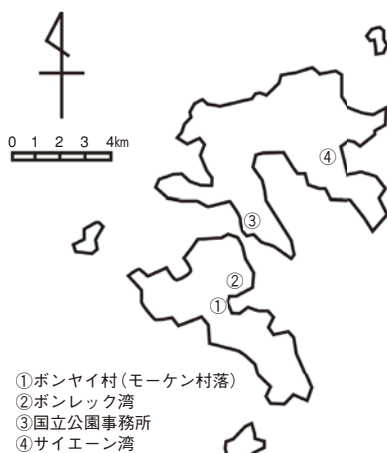 0 1 2 3 4km
④
③
②
①
①ボンヤイ村（モーケン村落）
②ボンレック湾
③国立公園事務所
④サイエーン湾